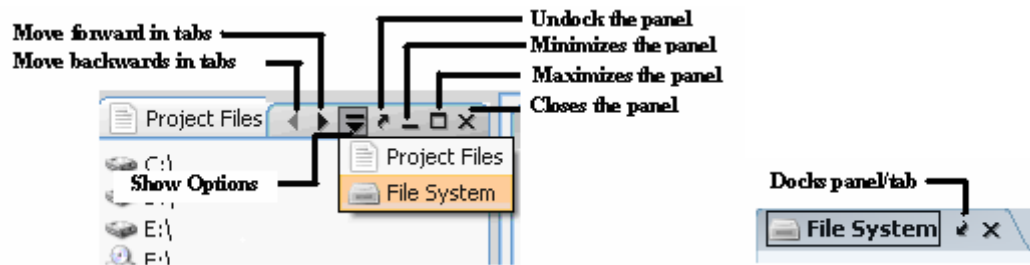 Move forward in tabs
Move backwards in tabs
Undock the panel
Minimizes the panel
Maximizes the panel
Closes the panel
Project Files
C:\
Project Files
Show Options
File System
E:\
F:\
Docks panel/tab
File System